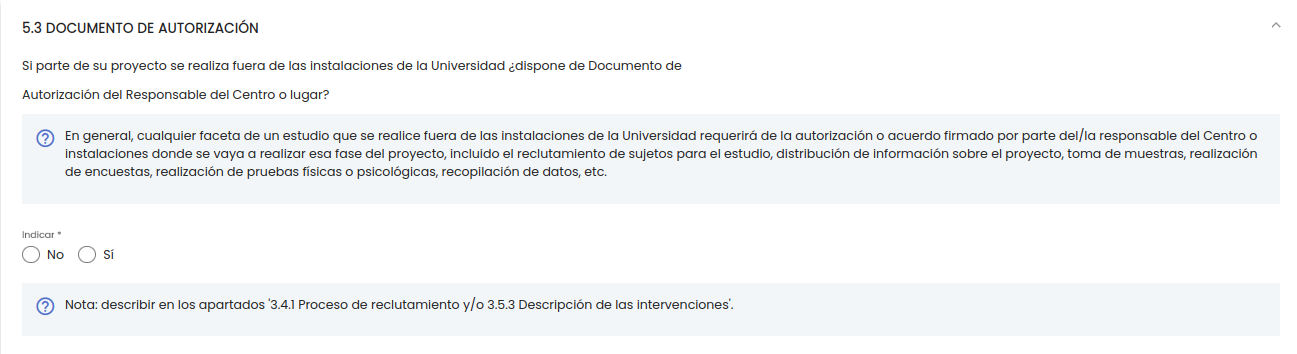 5.3 DOCUMENTO DE AUTORIZACIÓN
Si parte de su proyecto se realiza fuera de las instalaciones de la Universidad ¿dispone de Documento de
Autorización del Responsable del Centro o lugar?
En general, cualquier faceta de un estudio que se realice fuera de las instalaciones de la Universidad requerirá de la autorización o acuerdo firmado por parte del/la responsable del Centro o
instalaciones donde se vaya a realizar esa fase del proyecto, incluido el reclutamiento de sujetos para el estudio, distribución de información sobre el proyecto, toma de muestras, realización
de encuestas, realización de pruebas físicas o psicológicas, recopilación de datos, etc.
Indicar *
No Sí
Nota: describir en los apartados '3.4.1 Proceso de reclutamiento y/o 3.5.3 Descripción de las intervenciones'.